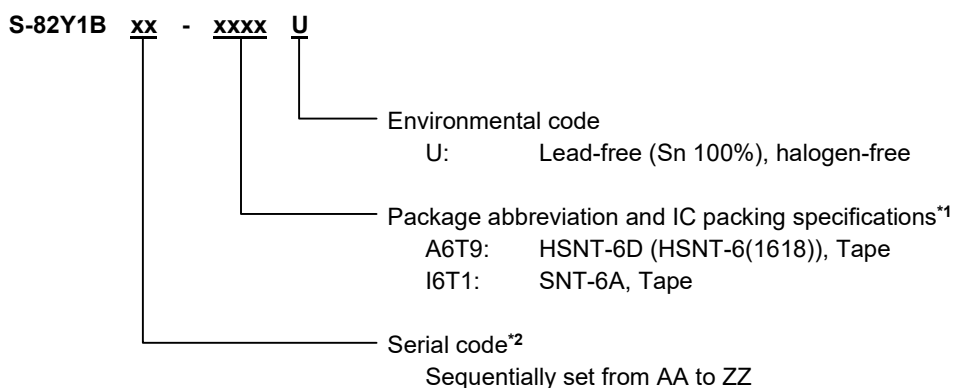 S-82Y1B xx - xxxx U
Environmental code
U: Lead-free (Sn 100%), halogen-free
Package abbreviation and IC packing specifications*1
A6T9: HSNT-6D (HSNT-6(1618)), Tape
I6T1: SNT-6A, Tape
Serial code*2
Sequentially set from AA to ZZ